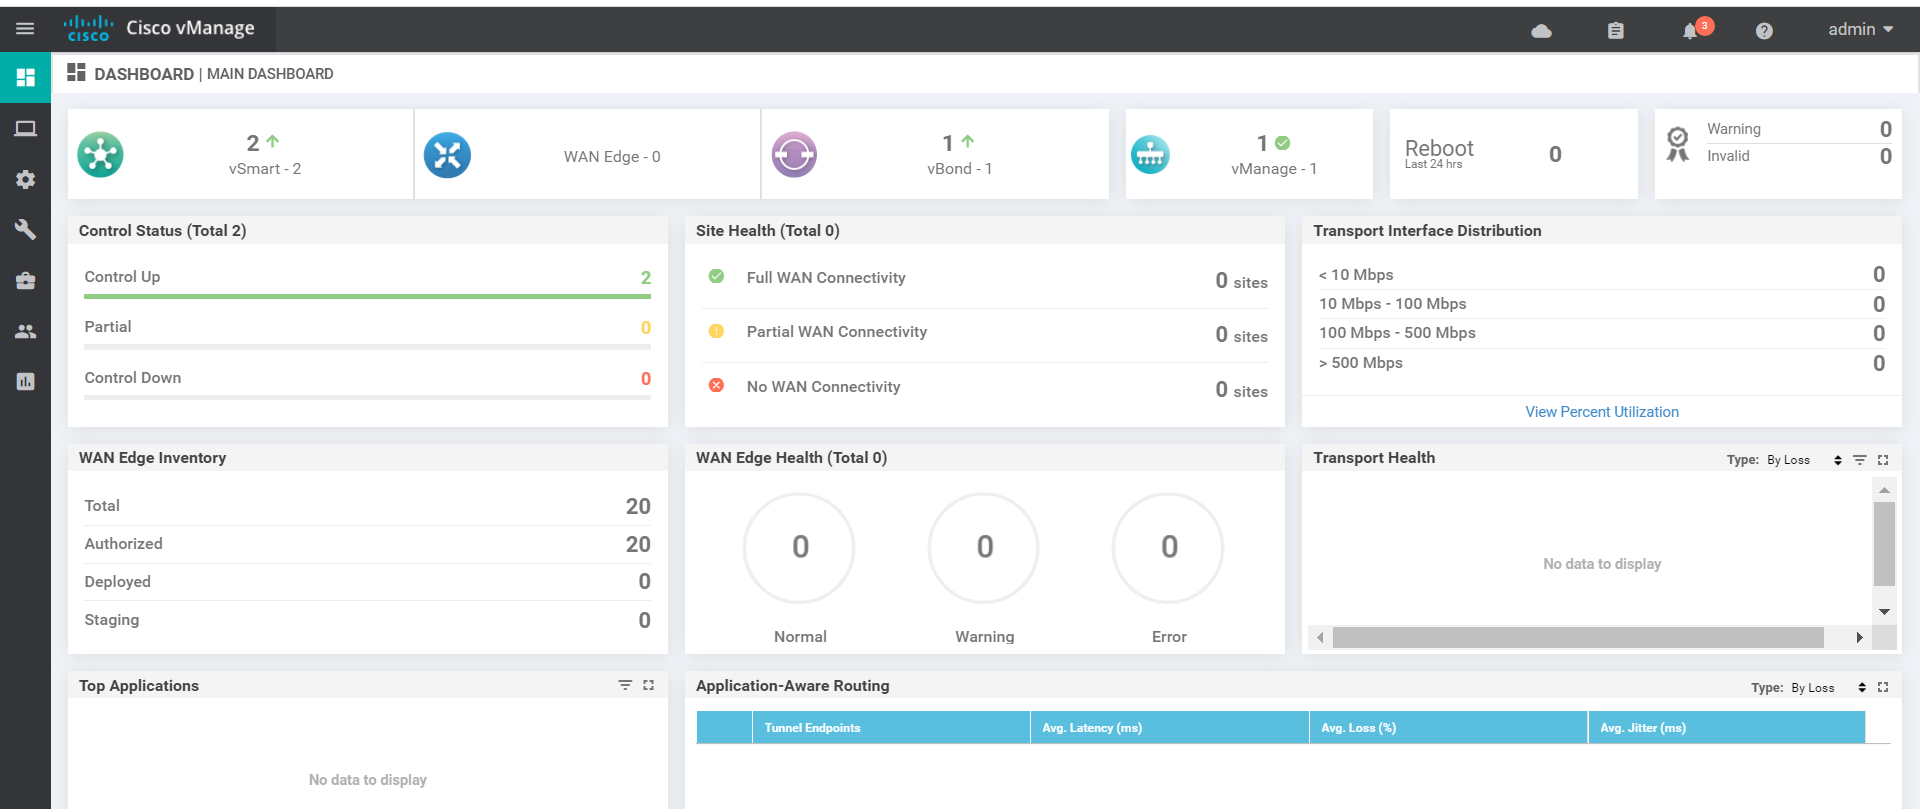 cisco Cisco vManage 3 admin
DASHBOARD | MAIN DASHBOARD
2
vSmart - 2
WAN Edge - 0
1
vBond - 1
1
vManage - 1
Reboot
Last 24 hrs
0
Warning 0
Invalid 0
Control Status (Total 2)
Control Up 2
Partial 0
Control Down 0
Site Health (Total 0)
Full WAN Connectivity 0 sites
Partial WAN Connectivity 0 sites
No WAN Connectivity 0 sites
Transport Interface Distribution
< 10 Mbps 0
10 Mbps - 100 Mbps 0
100 Mbps - 500 Mbps 0
> 500 Mbps 0
View Percent Utilization
WAN Edge Inventory
Total 20
Authorized 20
Deployed 0
Staging 0
WAN Edge Health (Total 0)
0 0 0
Normal Warning Error
Transport Health Type: By Loss
No data to display
Top Applications
No data to display
Application-Aware Routing Type: By Loss
Tunnel Endpoints Avg. Latency (ms) Avg. Loss (%) Avg. Jitter (ms)